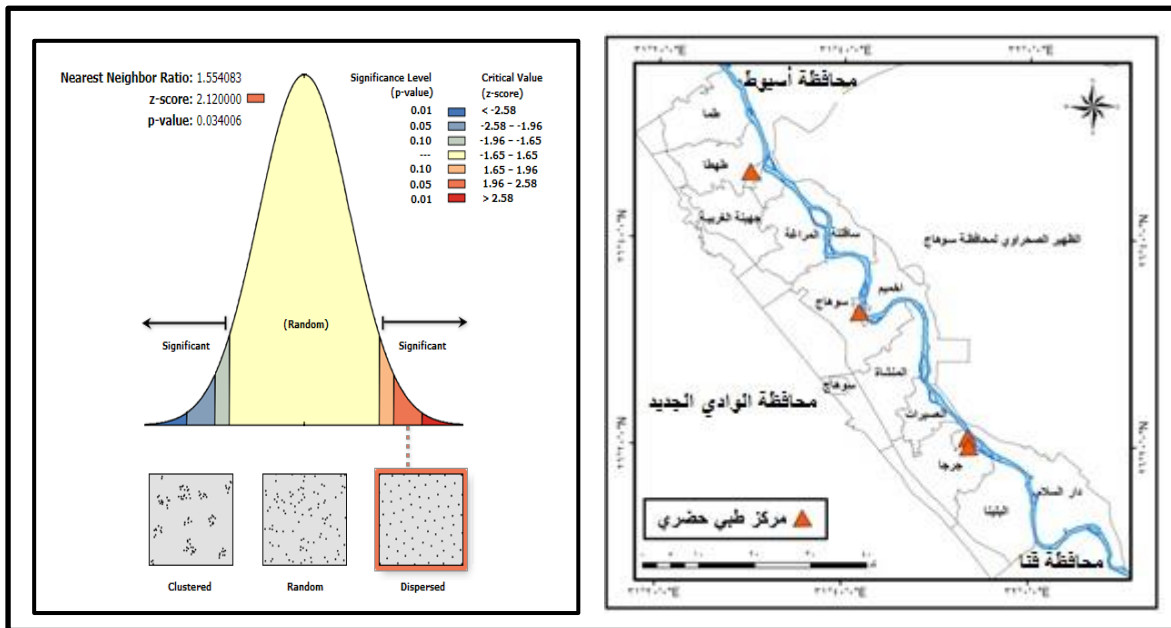 Nearest Neighbor Ratio: 1.554083
z-score: 2.120000
p-value: 0.034006
Significance Level
(p-value)
Critical Value
(z-score)
0.01 < -2.58
0.05 -2.58 – -1.96
0.10 -1.96 – -1.65
--- -1.65 – 1.65
0.10 1.65 – 1.96
0.05 1.96 – 2.58
0.01 > 2.58
(Random)
Significant
Significant
Clustered
Random
Dispersed
محافظة أسيوط
طما
طهطا
جهينة الغربية
المراغة
ساقلتة
الظهير الصحراوي لمحافظة سوهاج
اخميم
سوهاج
المنشاة
سوهاج
محافظة الوادي الجديد
العسيرات
جرجا
دار السلام
البلينا
مركز طبي حضري
محافظة قنا